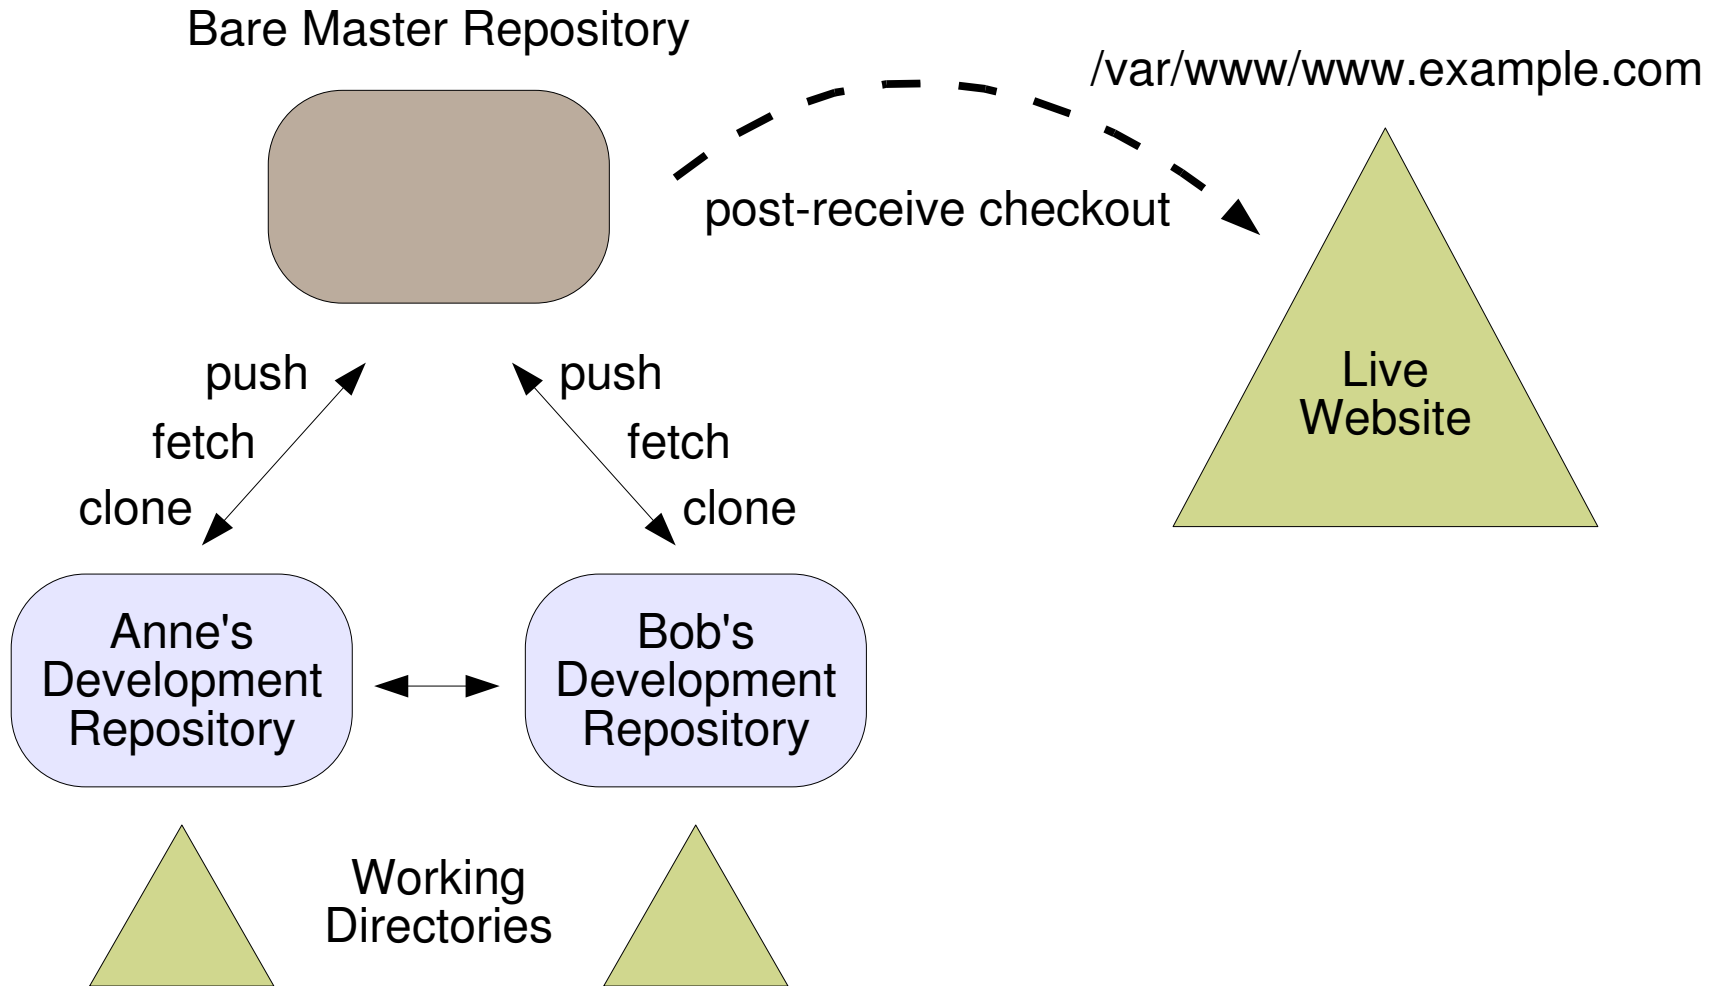 Bare Master Repository
/var/www/www.example.com
post-receive checkout
Live
Website
push
push
fetch
fetch
clone
clone
Anne's
Development
Repository
Bob's
Development
Repository
Working
Directories